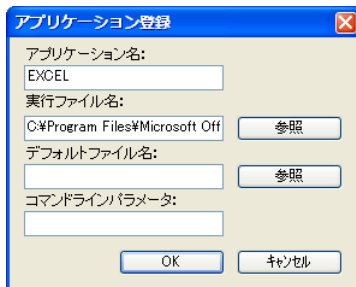 アプリケーション登録
アプリケーション名:
EXCEL
実行ファイル名:
C:¥Program Files¥Microsoft Off
参照
デフォルトファイル名:
参照
コマンドラインパラメータ:
OK
キャンセル